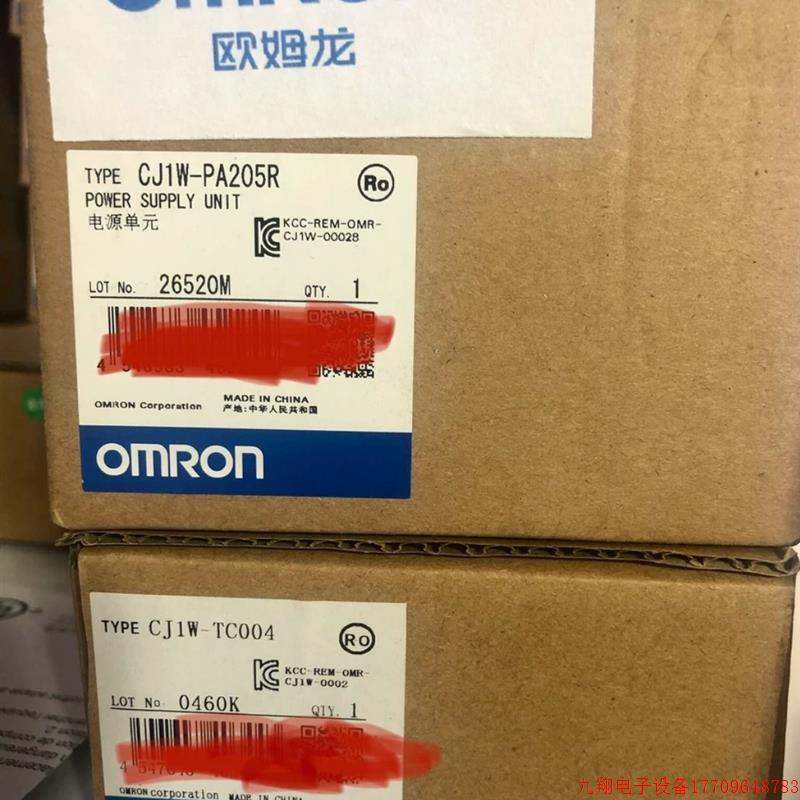 欧姆龙
TYPE CJ1W-PA205R
Ro
POWER SUPPLY UNIT
电源单元
KCC-REM-OMR-
CJ1W-00028
LOT No. 26520M QTY. 1
OMRON Corporation
MADE IN CHINA
产地:中华人民共和国
OMRON
TYPE CJ1W-TC004
RO
KCC-REM-OMR-
CJ1W-0002
LOT No 0460K QTY. 1
OMRON corporation MADE IN CHINA
九翔电子设备17709648783